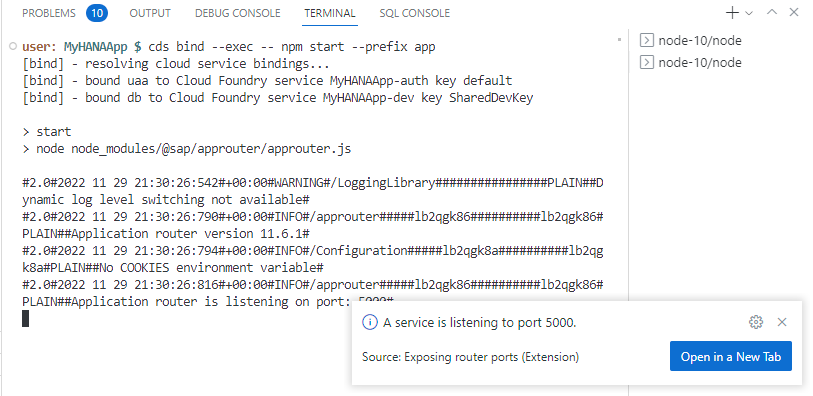 PROBLEMS 10 OUTPUT DEBUG CONSOLE TERMINAL SQL CONSOLE
user: MyHANAApp $ cds bind --exec -- npm start --prefix app
[bind] - resolving cloud service bindings...
[bind] - bound uaa to Cloud Foundry service MyHANAApp-auth key default
[bind] - bound db to Cloud Foundry service MyHANAApp-dev key SharedDevKey
> start
> node node_modules/@sap/approuter/approuter.js
#2.0#2022 11 29 21:30:26:542#+00:00#WARNING#/LoggingLibrary################PLAIN##D
ynamic log level switching not available#
#2.0#2022 11 29 21:30:26:790#+00:00#INFO#/approuter#####lb2qgk86##########lb2qgk86#
PLAIN##Application router version 11.6.1#
#2.0#2022 11 29 21:30:26:794#+00:00#INFO#/Configuration#####lb2qgk8a##########lb2qg
k8a#PLAIN##No COOKIES environment variable#
#2.0#2022 11 29 21:30:26:816#+00:00#INFO#/approuter#####lb2qgk86##########lb2qgk86#
PLAIN##Application router is listening on port: 5000#
node-10/node
node-10/node
A service is listening to port 5000.
Source: Exposing router ports (Extension)
Open in a New Tab